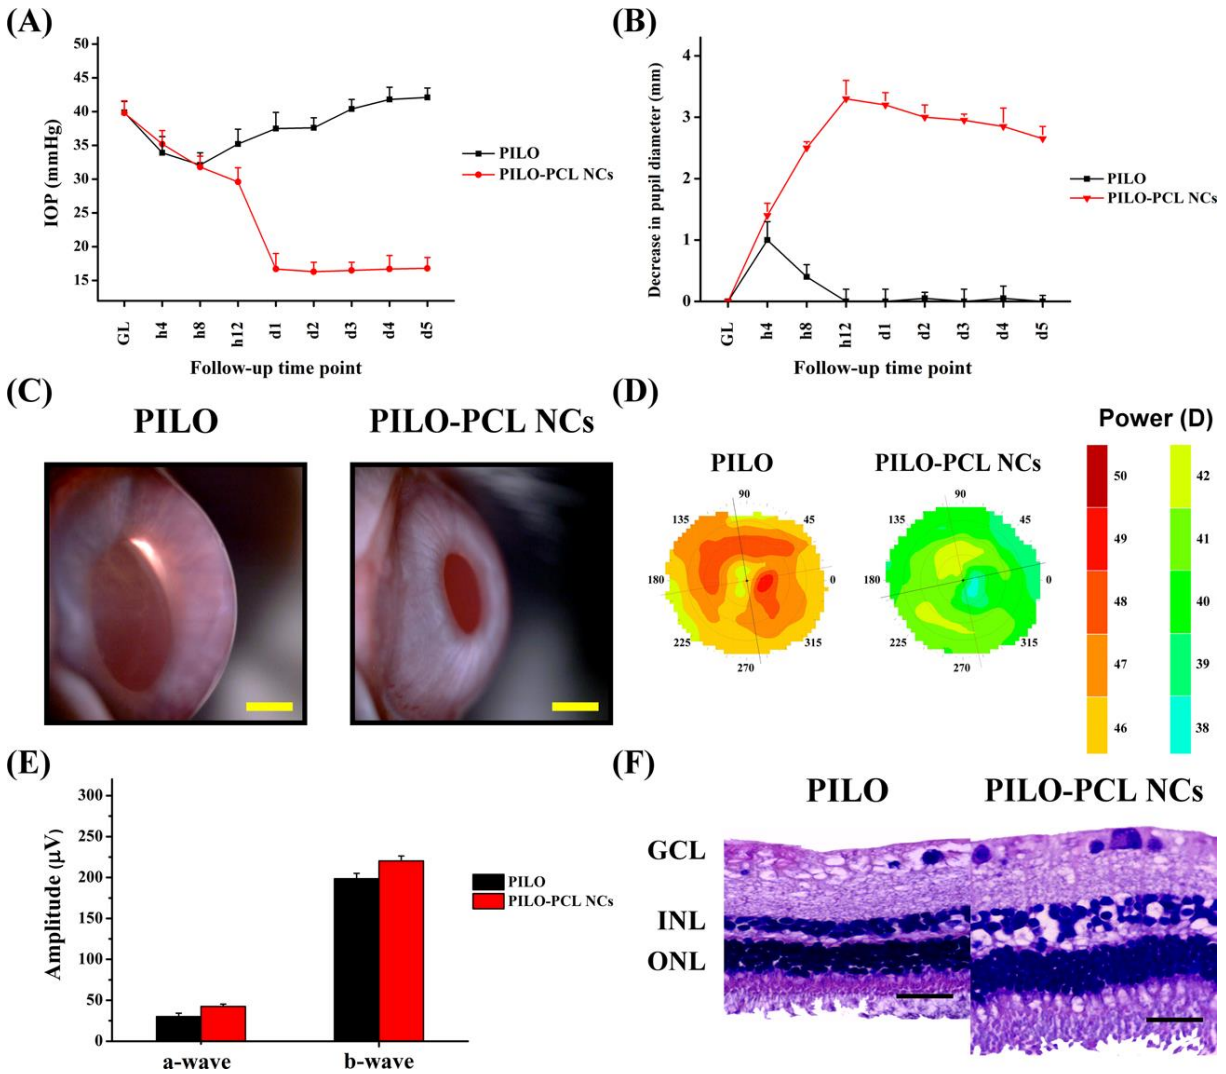 (A)
50
45
40
35
30
25
20
15
IOP (mmHg)
GL
h4
h8
h12
d1
d2
d3
d4
d5
Follow-up time point
PILO
PILO-PCL NCs
(B)
4
3
2
1
0
Decrease in pupil diameter (mm)
GL
h4
h8
h12
d1
d2
d3
d4
d5
Follow-up time point
PILO
PILO-PCL NCs
(C)
PILO
PILO-PCL NCs
(D)
PILO
90
135
45
180
0
225
315
270
PILO-PCL NCs
90
135
45
180
0
225
315
270
Power (D)
50
49
48
47
46
42
41
40
39
38
(E)
300
250
200
150
100
50
0
Amplitude (μV)
a-wave
b-wave
PILO
PILO-PCL NCs
(F)
PILO
PILO-PCL NCs
GCL
INL
ONL